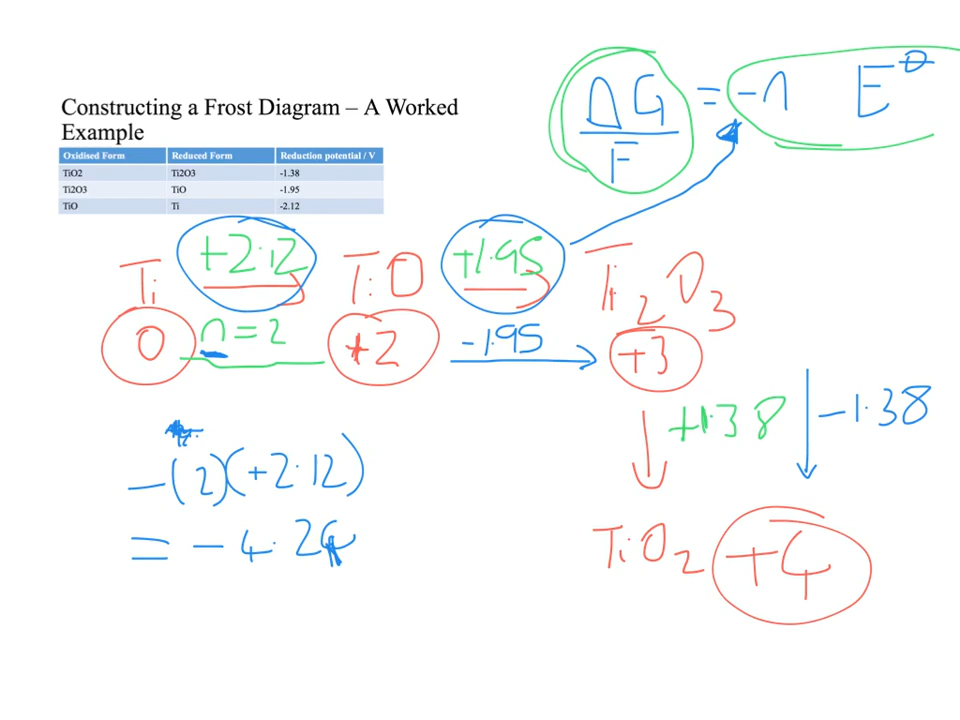 Constructing a Frost Diagram – A Worked
Example
Oxidised Form Reduced Form Reduction potential / V
TiO2 Ti2O3 -1.38
Ti2O3 TiO -1.95
TiO Ti -2.12
ΔG/F = -n E⊖
Ti +2.12 TiO +1.95 Ti2O3
0 n=2 +2 -1.95 +3
+1.38 -1.38
-(2)(+2.12)
= -4.24
TiO2 +4